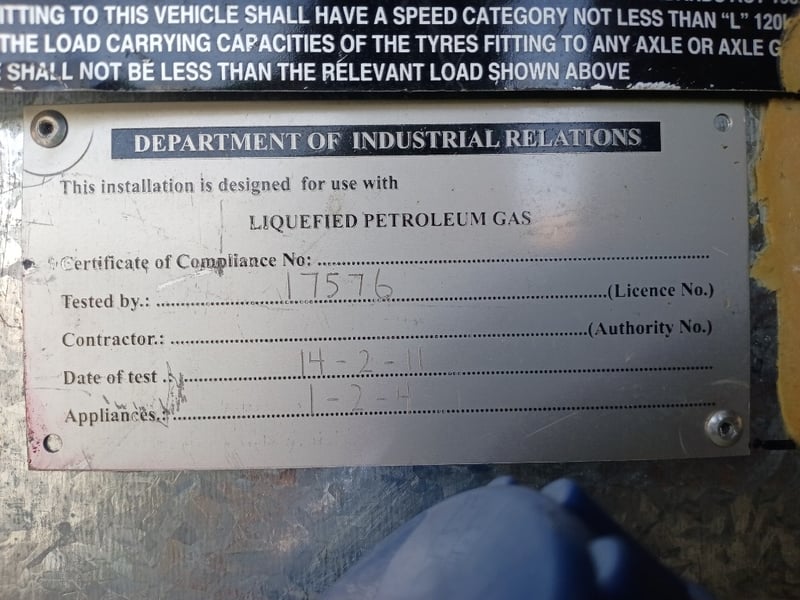 ITTING TO THIS VEHICLE SHALL HAVE A SPEED CATEGORY NOT LESS THAN "L" 120
THE LOAD CARRYING CAPACITIES OF THE TYRES FITTING TO ANY AXLE OR AXLE G
SHALL NOT BE LESS THAN THE RELEVANT LOAD SHOWN ABOVE
DEPARTMENT OF INDUSTRIAL RELATIONS
This installation is designed for use with
LIQUEFIED PETROLEUM GAS
Certificate of Compliance No:
Tested by.: 17576 (Licence No.)
Contractor.: (Authority No.)
Date of test .: 14-2-11
Appliances.: 1-2-4